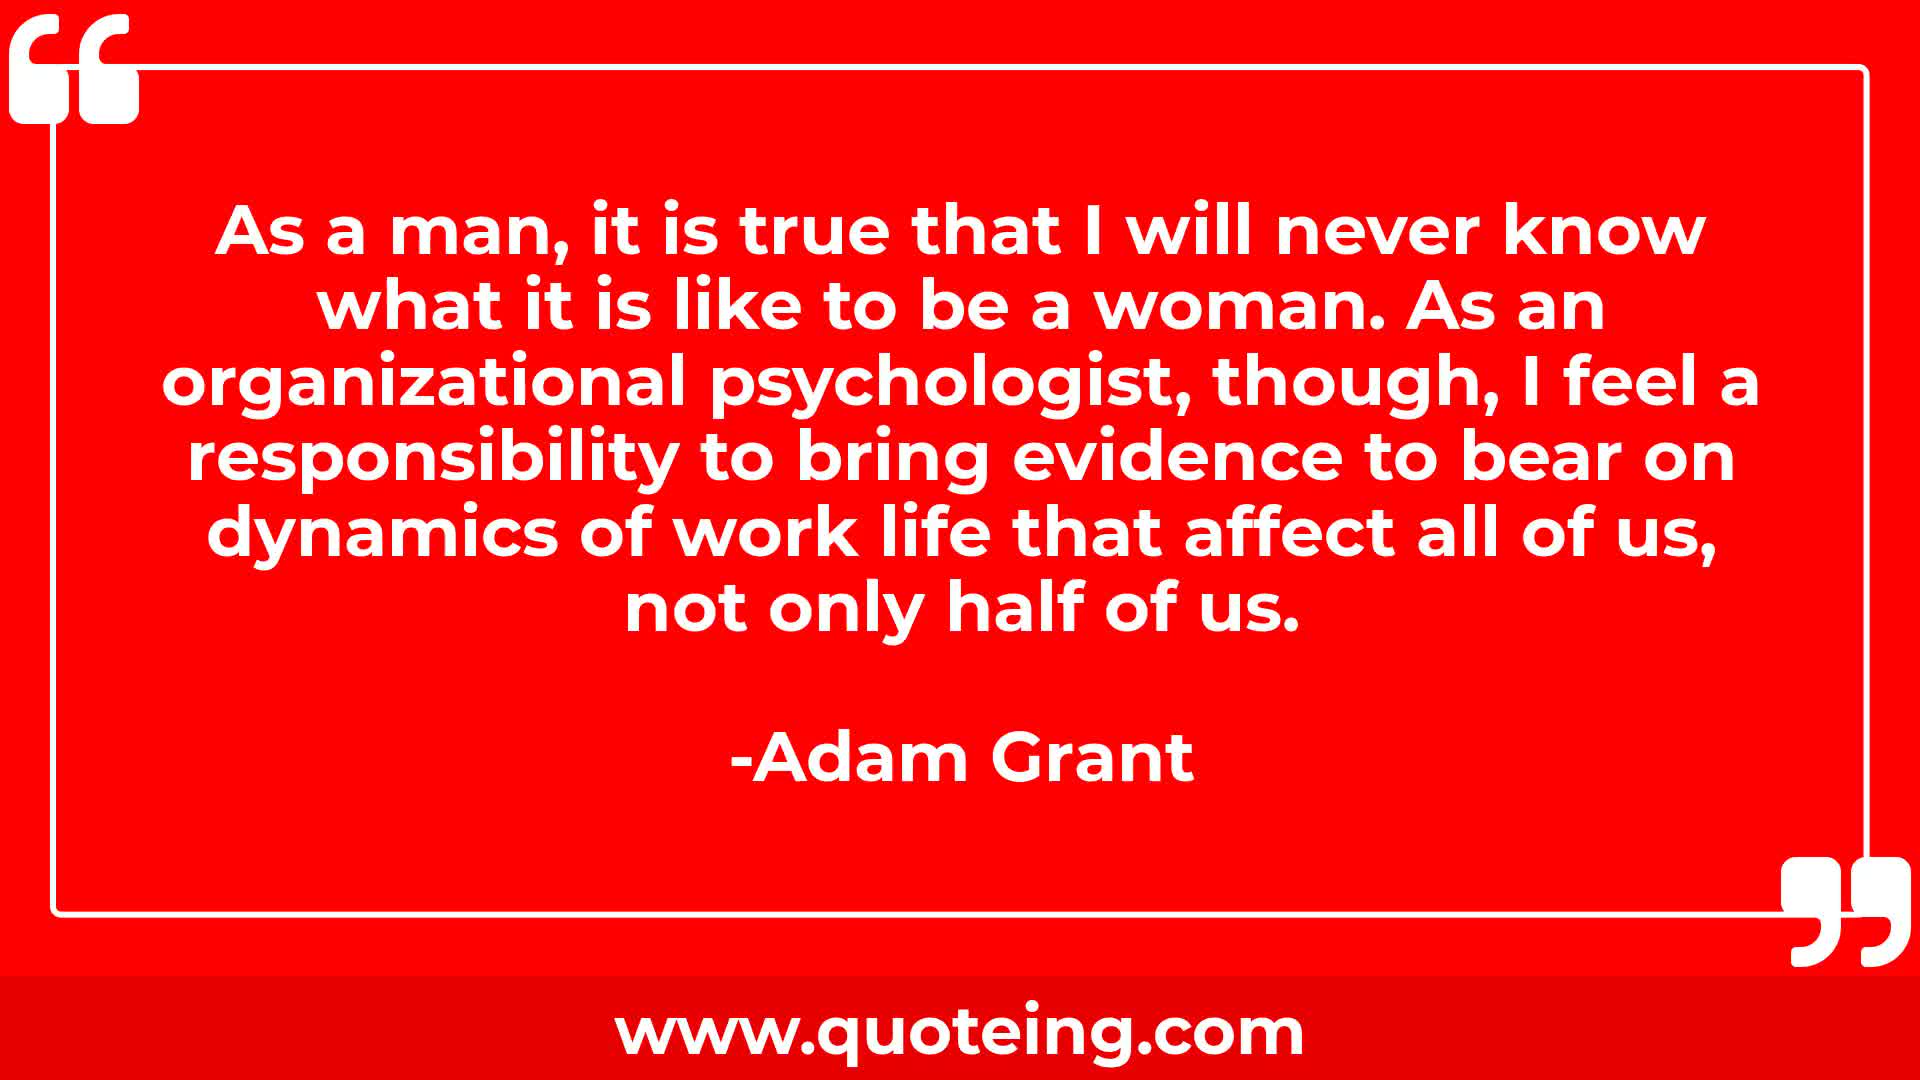 As a man, it is true that I will never know
what it is like to be a woman. As an
organizational psychologist, though, I feel a
responsibility to bring evidence to bear on
dynamics of work life that affect all of us,
not only half of us.
-Adam Grant
www.quoteing.com